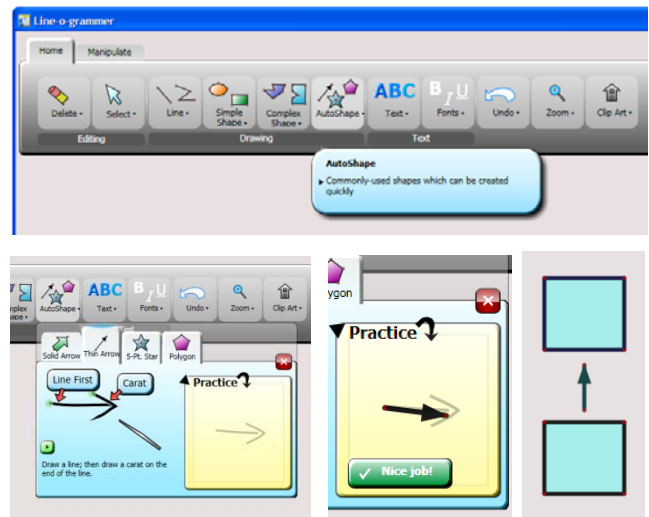 Line-o-grammer
Home Manipulate
Delete Select Line Simple Shape Complex Shape AutoShape ABC Text B I U Fonts Undo Zoom Clip Art
Editing Drawing Text
AutoShape
Commonly-used shapes which can be created
quickly
AutoShape ABC Text B I U Fonts Undo Zoom Clip Art
Solid Arrow Thin Arrow 5-Pt. Star Polygon
Line First Carat
Practice
Draw a line; then draw a carat on the
end of the line.
Practice
Nice job!